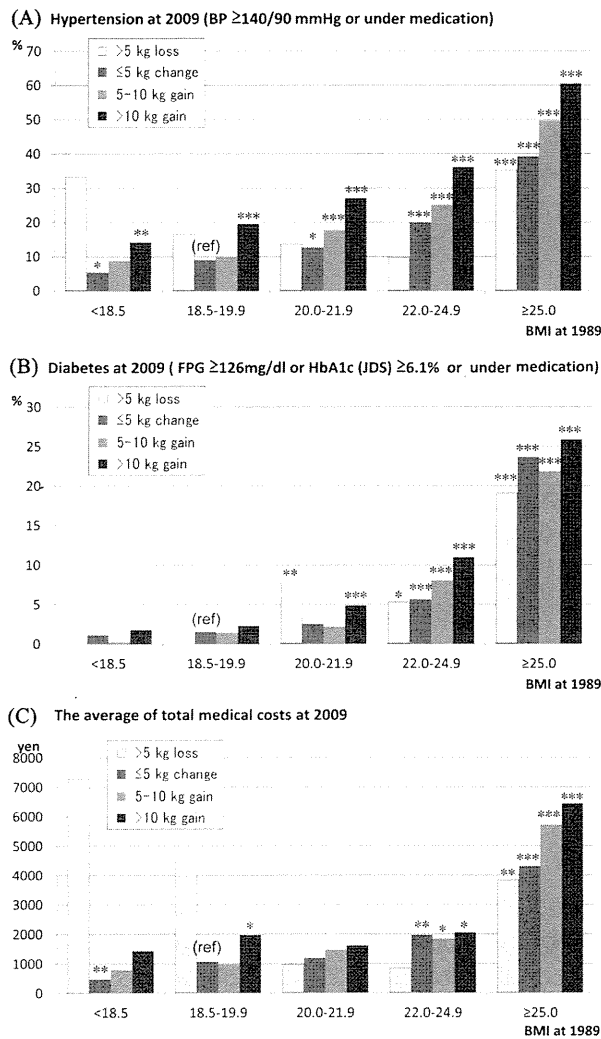 (A) Hypertension at 2009 (BP ≥140/90 mmHg or under medication)
%
>5 kg loss
≤5 kg change
5-10 kg gain
>10 kg gain
70
60
50
40
30
20
10
0
* ** (ref) *** * *** *** *** *** *** *** *** *** ***
<18.5 18.5-19.9 20.0-21.9 22.0-24.9 ≥25.0
BMI at 1989
(B) Diabetes at 2009 ( FPG ≥126mg/dl or HbA1c (JDS) ≥6.1% or under medication)
%
>5 kg loss
≤5 kg change
5-10 kg gain
>10 kg gain
30
25
20
15
10
5
0
(ref) ** *** * *** *** *** *** *** *** ***
<18.5 18.5-19.9 20.0-21.9 22.0-24.9 ≥25.0
BMI at 1989
(C) The average of total medical costs at 2009
yen
>5 kg loss
≤5 kg change
5-10 kg gain
>10 kg gain
8000
7000
6000
5000
4000
3000
2000
1000
0
** (ref) * ** * * ** *** *** ***
<18.5 18.5-19.9 20.0-21.9 22.0-24.9 ≥25.0
BMI at 1989